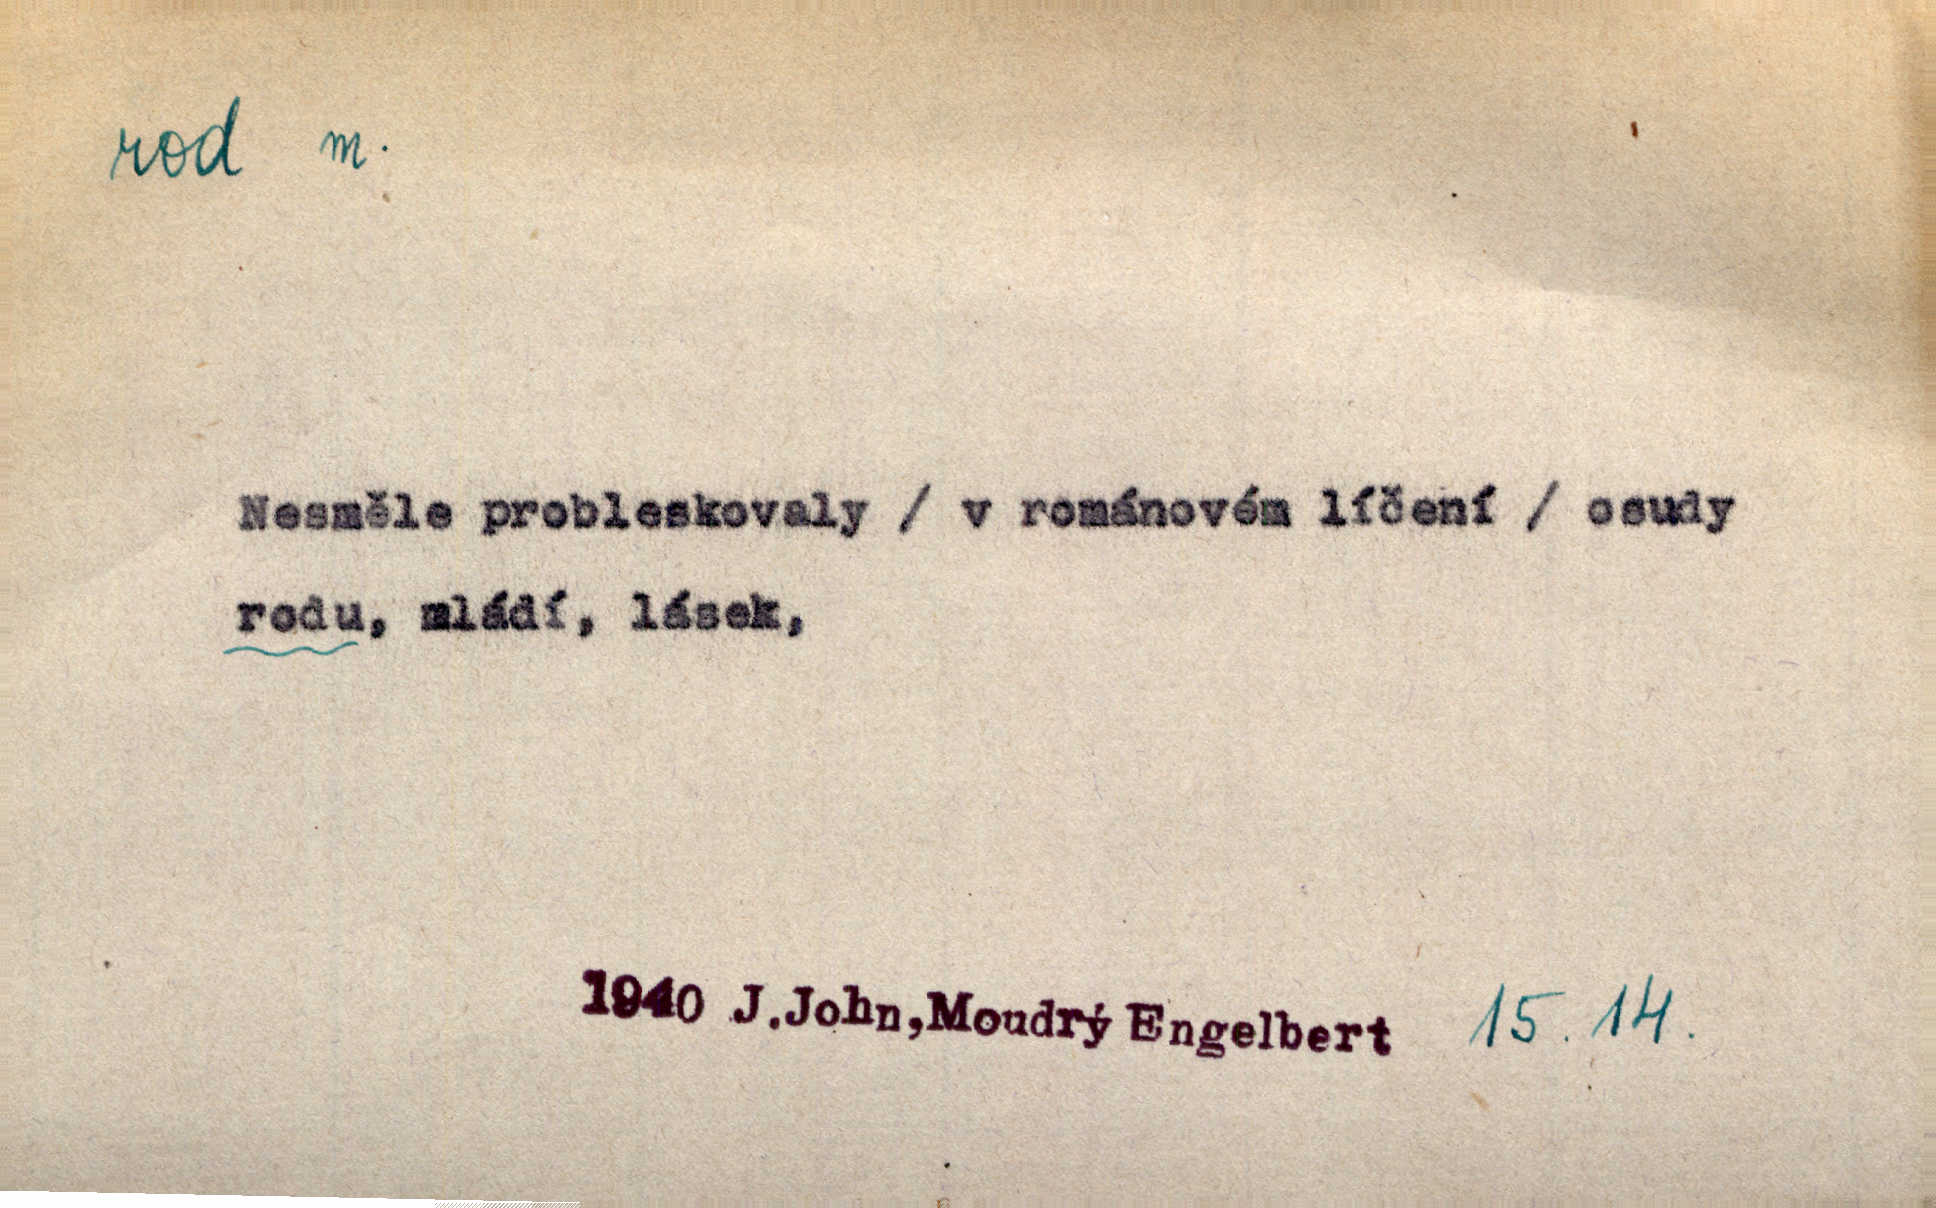 rod m.
Nesměle probleskovaly / v románovém líčení / osudy
rodu, mládí, lásek,
1940 J.John,Moudrý Engelbert 15. 14.